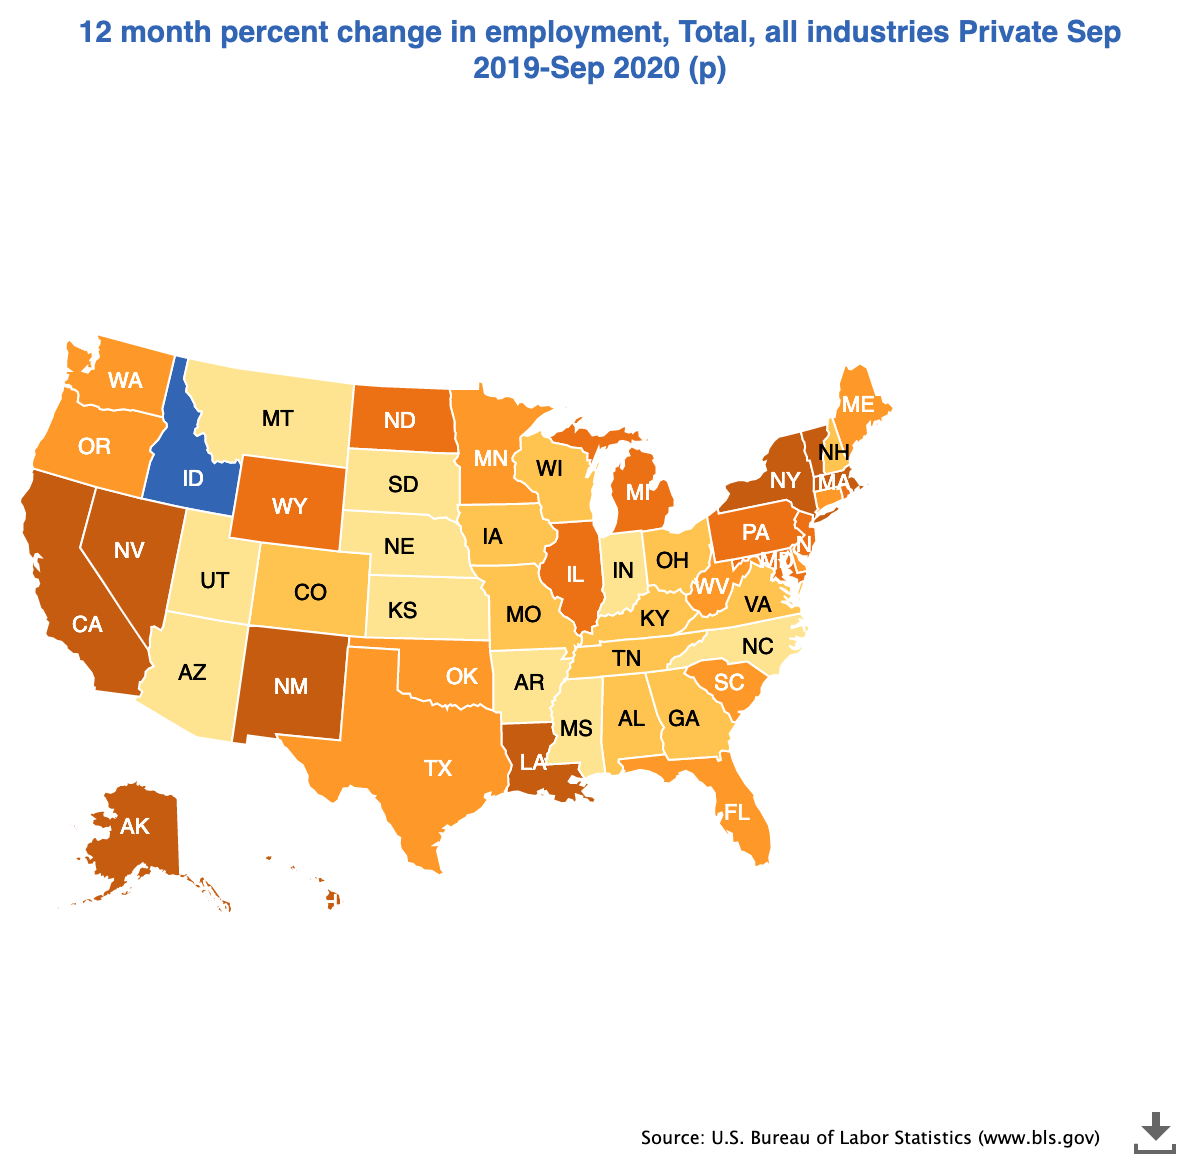 12 month percent change in employment, Total, all industries Private Sep
2019-Sep 2020 (p)
WA
MT
ME
OR
ND
ID
MN
NH
WI
SD
NY
MA
WY
MI
NV
NE
IA
PA
N
UT
CO
IL
IN
OH
MD
WV
CA
KS
MO
KY
VA
AZ
NM
OK
AR
TN
NC
SC
MS
AL
GA
TX
LA
AK
FL
Source: U.S. Bureau of Labor Statistics (www.bls.gov)